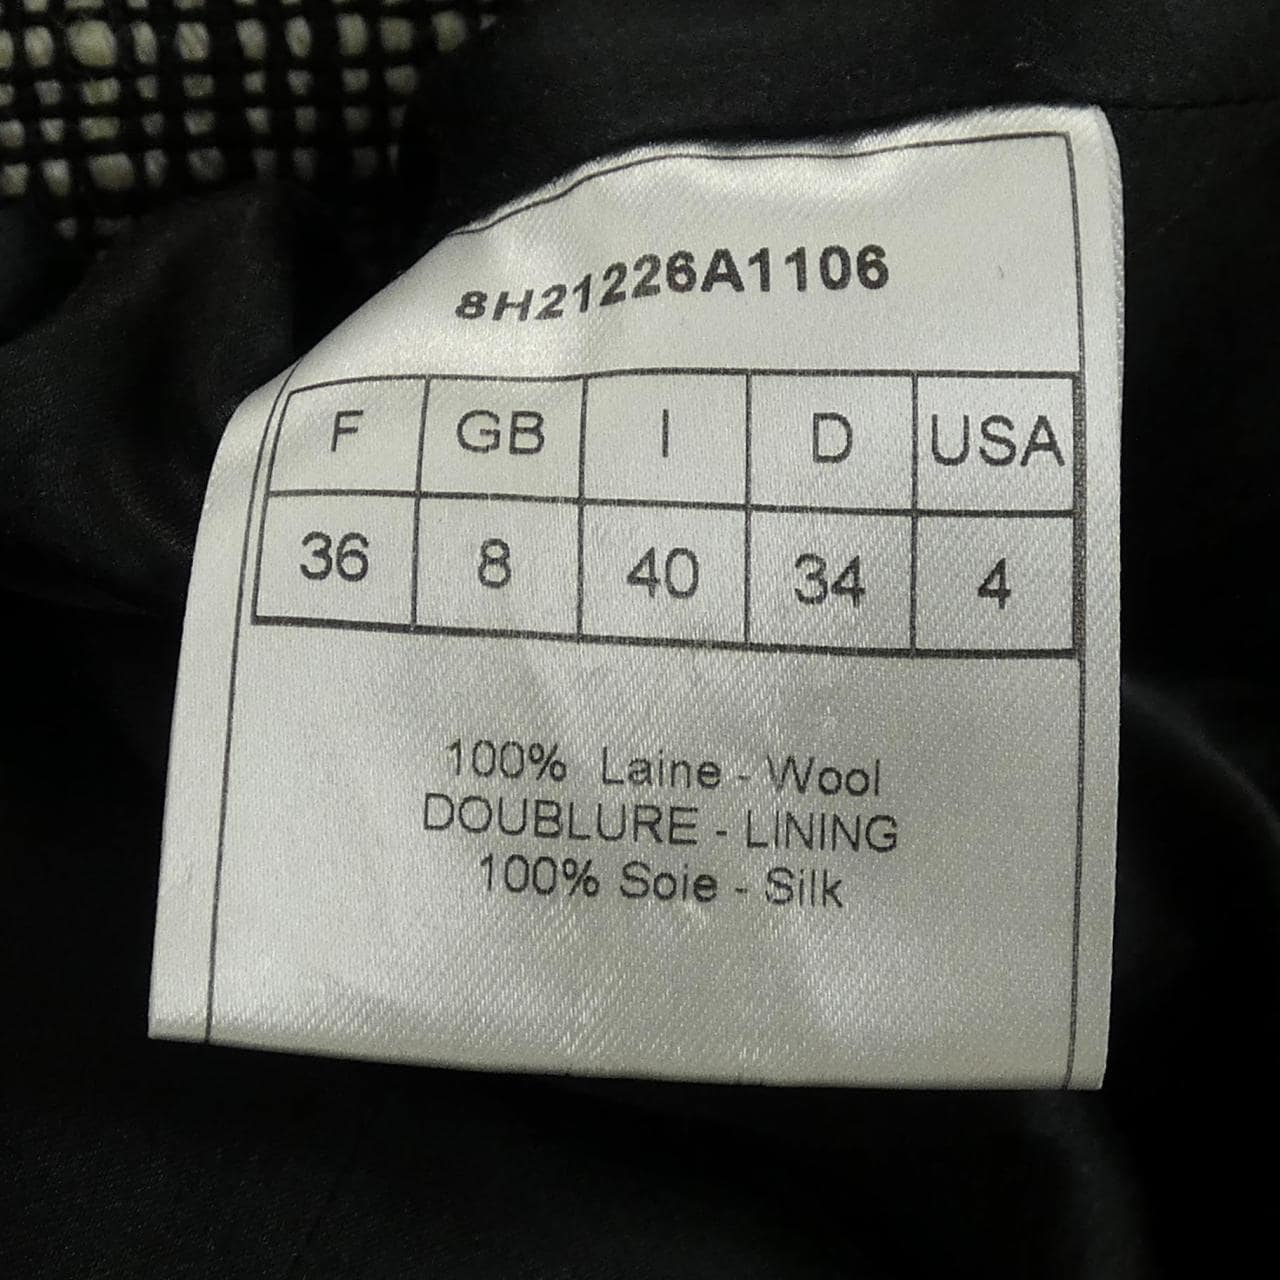 8H21226A1106
F GB I D USA
36 8 40 34 4
100% Laine - Wool
DOUBLURE - LINING
100% Soie - Silk